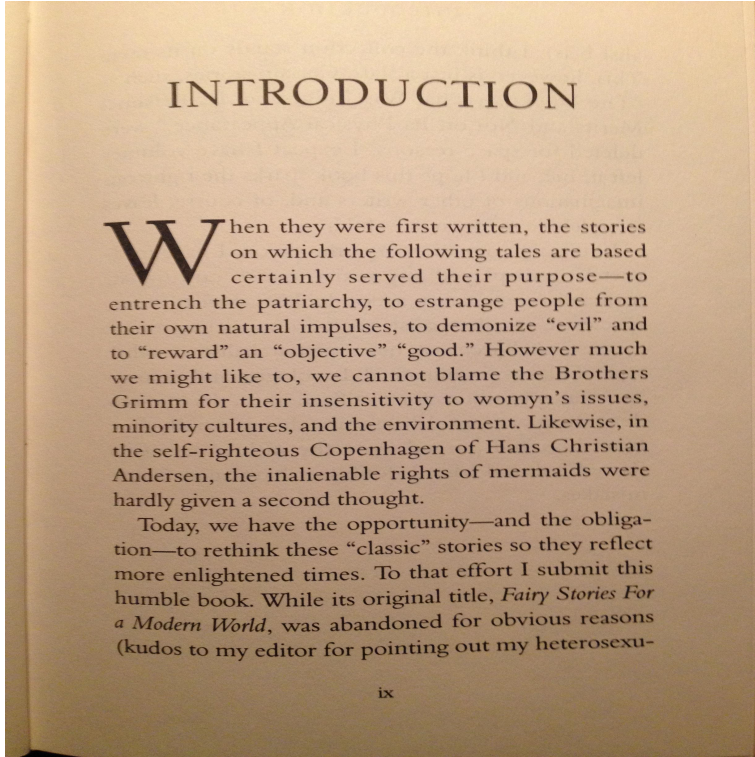 INTRODUCTION
When they were first written, the stories
on which the following tales are based
certainly served their purpose—to
entrench the patriarchy, to estrange people from
their own natural impulses, to demonize “evil” and
to “reward” an “objective” “good.” However much
we might like to, we cannot blame the Brothers
Grimm for their insensitivity to womyn’s issues,
minority cultures, and the environment. Likewise, in
the self-righteous Copenhagen of Hans Christian
Andersen, the inalienable rights of mermaids were
hardly given a second thought.
Today, we have the opportunity—and the obliga-
tion—to rethink these “classic” stories so they reflect
more enlightened times. To that effort I submit this
humble book. While its original title, Fairy Stories For
a Modern World, was abandoned for obvious reasons
(kudos to my editor for pointing out my heterosexu-
ix